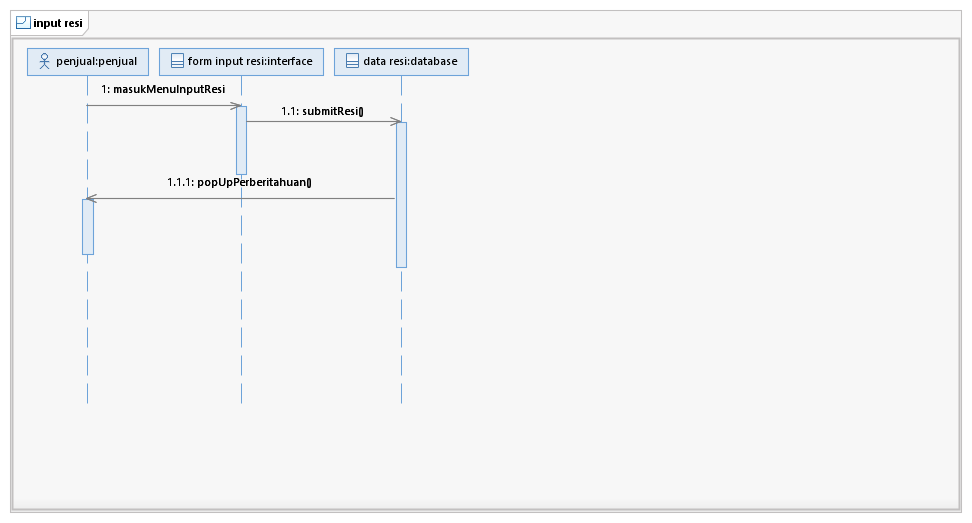 input resi
penjual:penjual
form input resi:interface
data resi:database
1: masukMenuInputResi
1.1: submitResi()
1.1.1: popUpPerberitahuan()